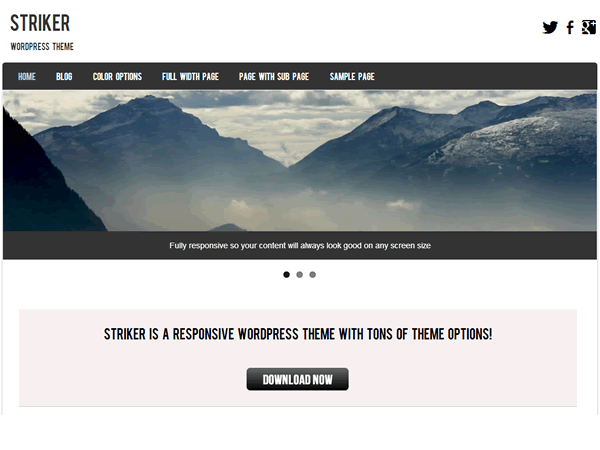 STRIKER
WORDPRESS THEME
HOME BLOG COLOR OPTIONS FULL WIDTH PAGE PAGE WITH SUB PAGE SAMPLE PAGE
Fully responsive so your content will always look good on any screen size
STRIKER IS A RESPONSIVE WORDPRESS THEME WITH TONS OF THEME OPTIONS!
DOWNLOAD NOW